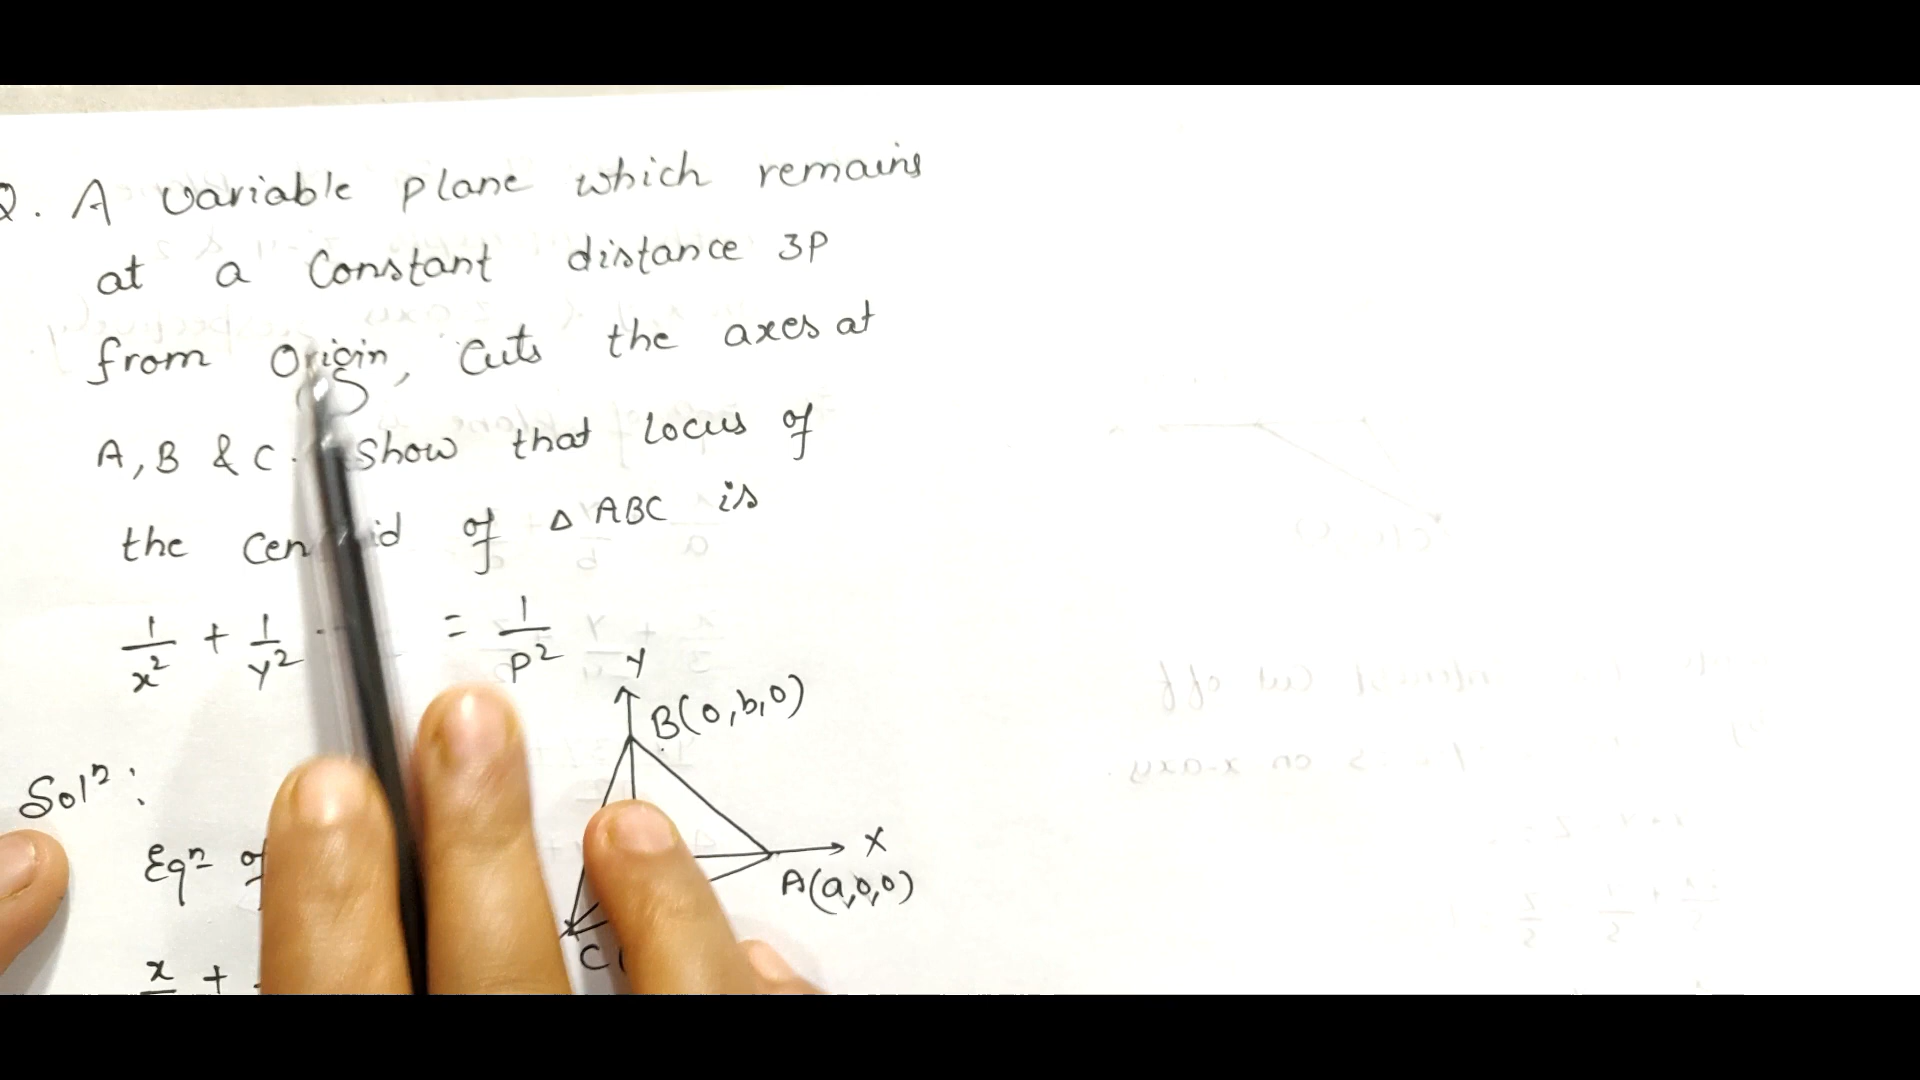 Q. A variable plane which remains
at a Constant distance 3P
from Origin, Cuts the axes at
A, B & C. Show that locus of
the of △ ABC is
1/x² + 1/y² = 1/P²
Y
B(0,b,0)
Solⁿ:
X
Eqⁿ of
A(a,0,0)
C(
x +